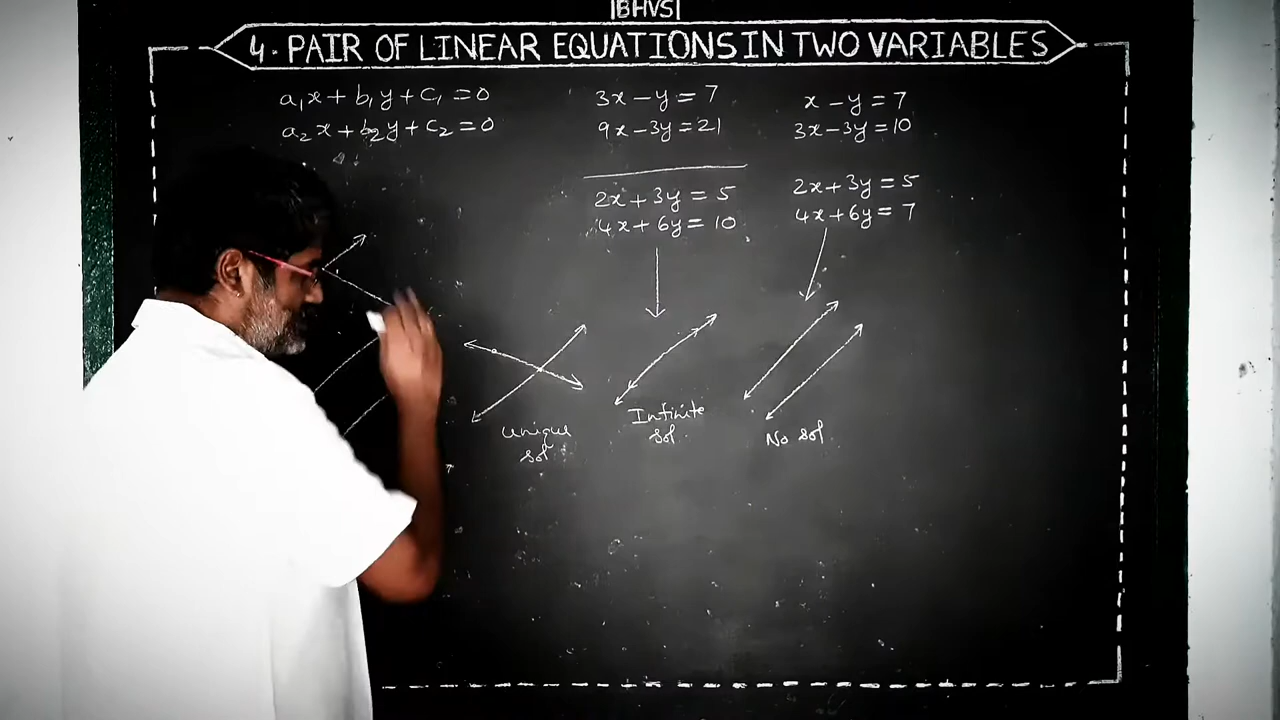 |BHVS|
4. PAIR OF LINEAR EQUATIONS IN TWO VARIABLES
a₁x + b₁y + c₁ = 0
a₂x + b₂y + c₂ = 0
3x - y = 7
9x - 3y = 21
2x + 3y = 5
4x + 6y = 10
x - y = 7
3x - 3y = 10
2x + 3y = 5
4x + 6y = 7
unique
sol
Infinite
sol.
No sol.